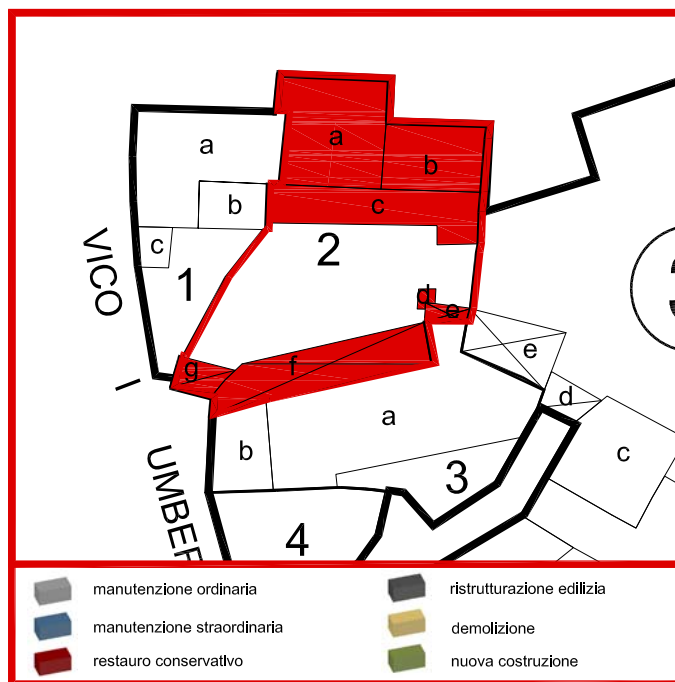 a
a
b
b
c
c
VICO
1
2
d
e
g
f
e
I
a
d
b
UMBER
3
c
4
manutenzione ordinaria
ristrutturazione edilizia
manutenzione straordinaria
demolizione
restauro conservativo
nuova costruzione